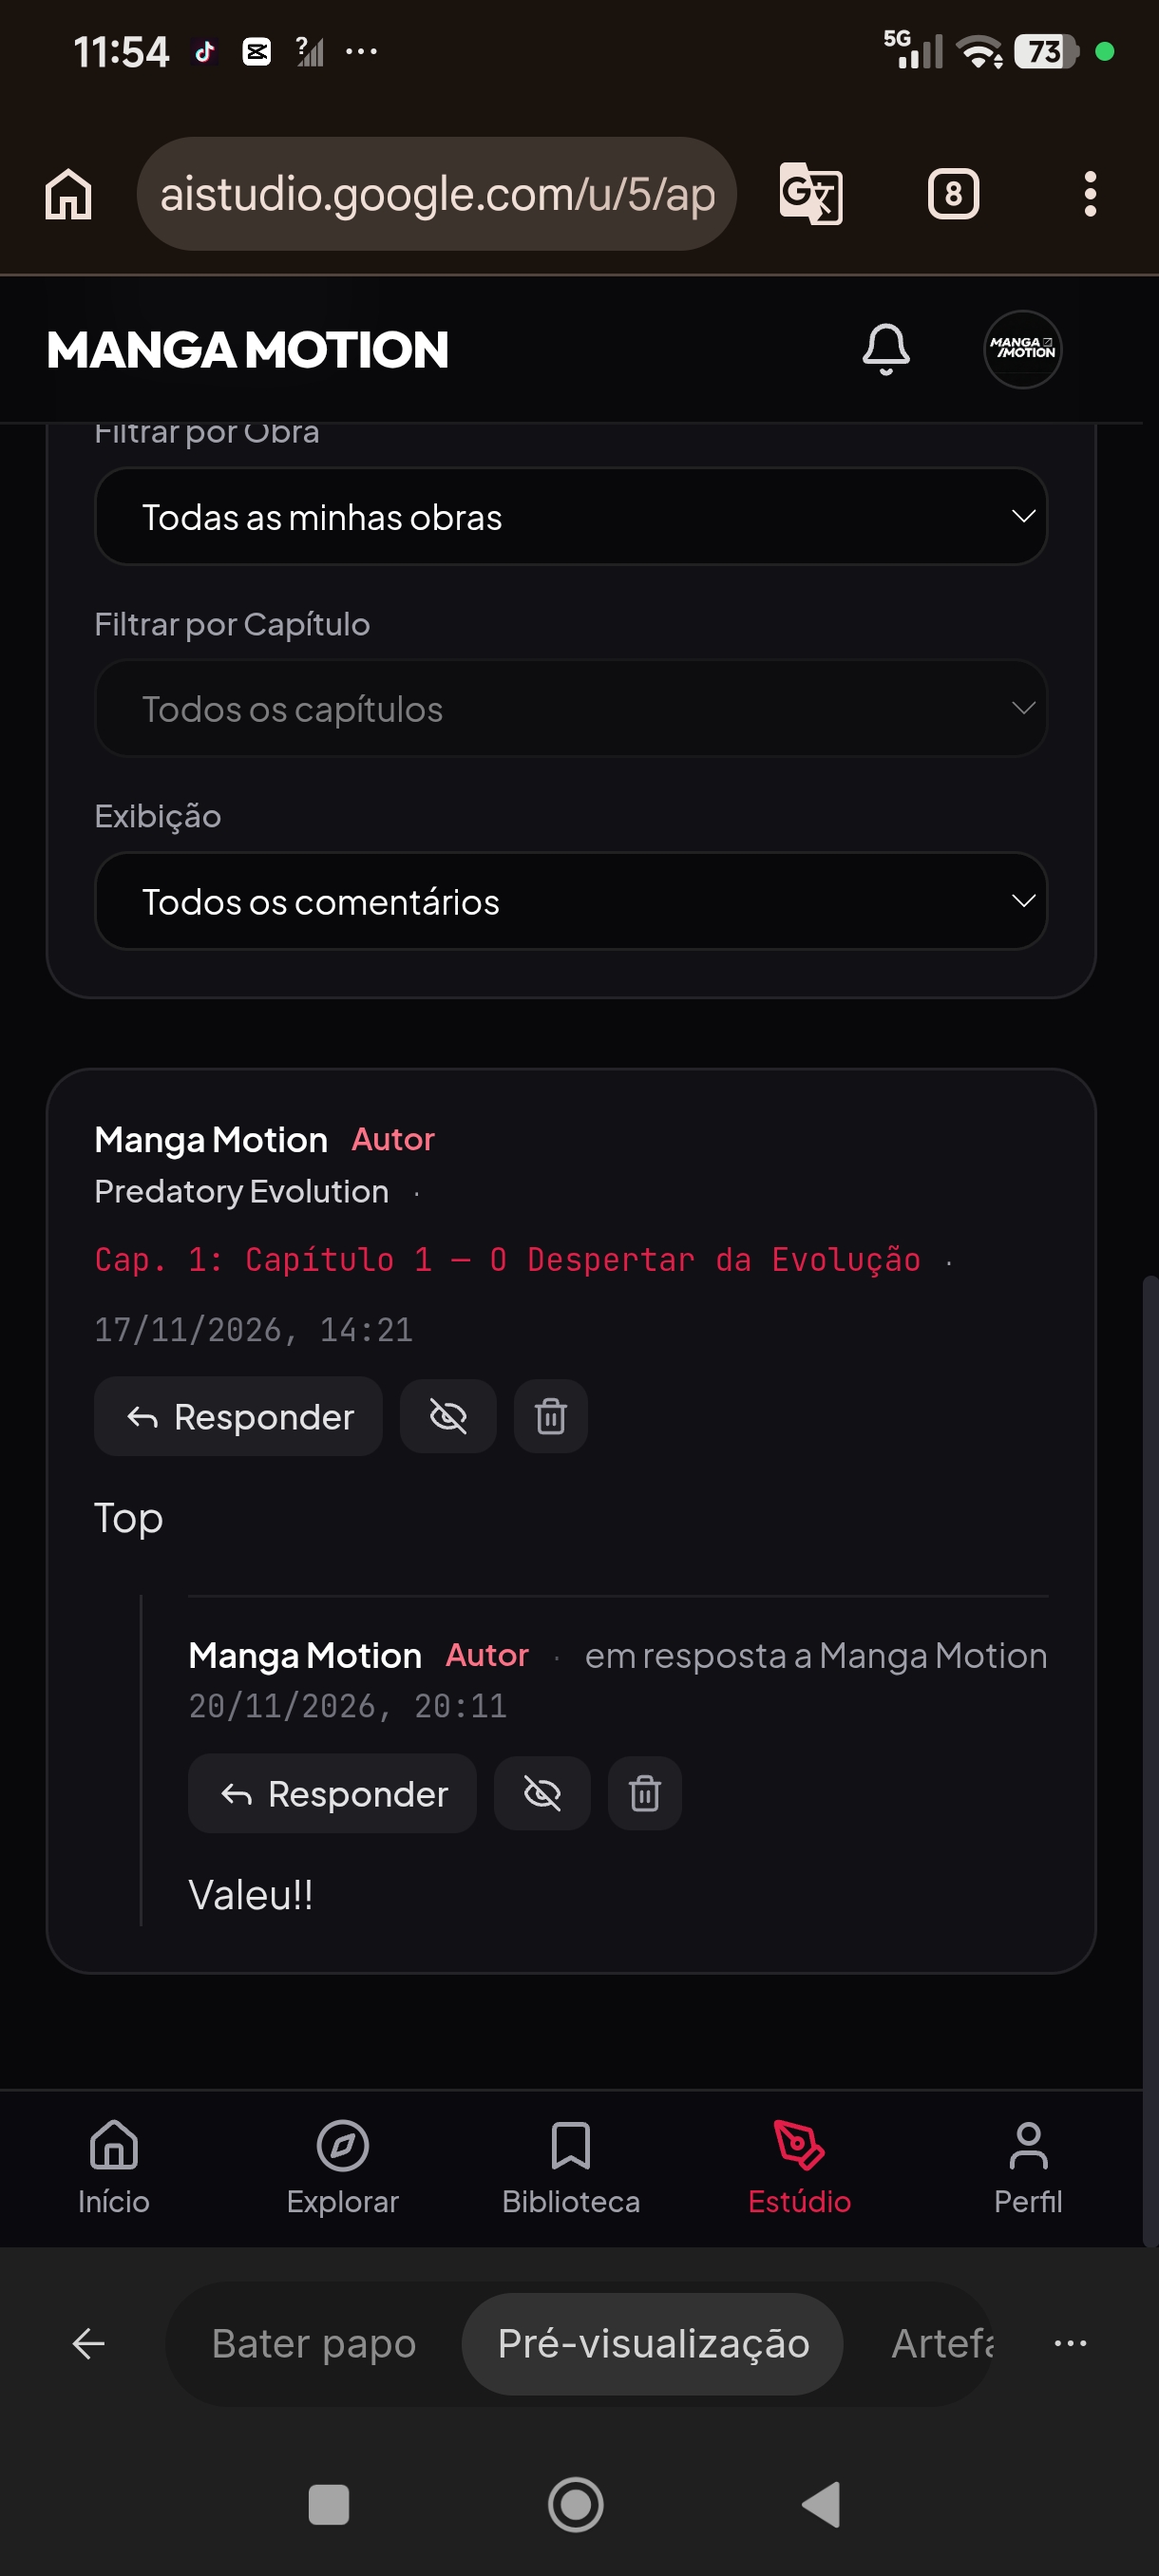 11:54
5G
73
aistudio.google.com/u/5/ap
8
MANGA MOTION
MANGA
MOTION
Filtrar por Obra
Todas as minhas obras
Filtrar por Capítulo
Todos os capítulos
Exibição
Todos os comentários
Manga Motion Autor
Predatory Evolution ·
Cap. 1: Capítulo 1 — O Despertar da Evolução ·
17/11/2026, 14:21
Responder
Top
Manga Motion Autor · em resposta a Manga Motion
20/11/2026, 20:11
Responder
Valeu!!
Início Explorar Biblioteca Estúdio Perfil
Bater papo Pré-visualização Artefa